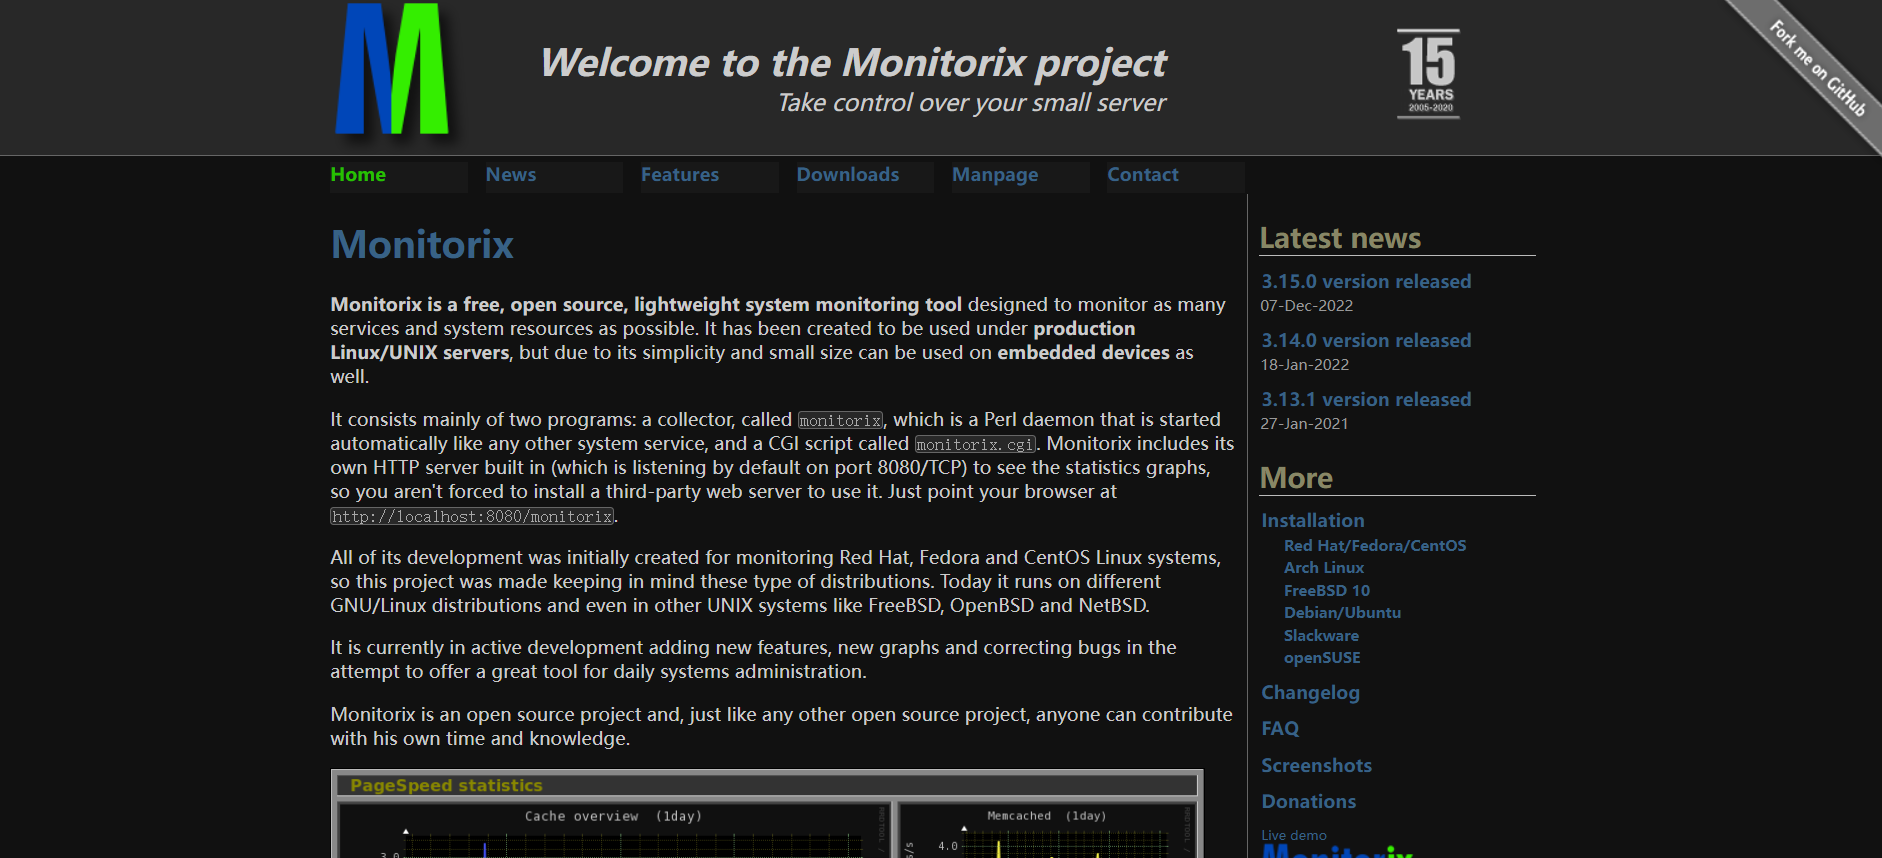 M
Welcome to the Monitorix project
Take control over your small server
15
YEARS
2005-2020
Fork me on GitHub
Home
News
Features
Downloads
Manpage
Contact
Monitorix
Monitorix is a free, open source, lightweight system monitoring tool designed to monitor as many
services and system resources as possible. It has been created to be used under production
Linux/UNIX servers, but due to its simplicity and small size can be used on embedded devices as
well.
It consists mainly of two programs: a collector, called monitorix, which is a Perl daemon that is started
automatically like any other system service, and a CGI script called monitorix.cgi. Monitorix includes its
own HTTP server built in (which is listening by default on port 8080/TCP) to see the statistics graphs,
so you aren't forced to install a third-party web server to use it. Just point your browser at
http://localhost:8080/monitorix.
All of its development was initially created for monitoring Red Hat, Fedora and CentOS Linux systems,
so this project was made keeping in mind these type of distributions. Today it runs on different
GNU/Linux distributions and even in other UNIX systems like FreeBSD, OpenBSD and NetBSD.
It is currently in active development adding new features, new graphs and correcting bugs in the
attempt to offer a great tool for daily systems administration.
Monitorix is an open source project and, just like any other open source project, anyone can contribute
with his own time and knowledge.
PageSpeed statistics
Cache overview (1day)
3.0
Memcached (1day)
4.0
Latest news
3.15.0 version released
07-Dec-2022
3.14.0 version released
18-Jan-2022
3.13.1 version released
27-Jan-2021
More
Installation
Red Hat/Fedora/CentOS
Arch Linux
FreeBSD 10
Debian/Ubuntu
Slackware
openSUSE
Changelog
FAQ
Screenshots
Donations
Live demo
Monitorix